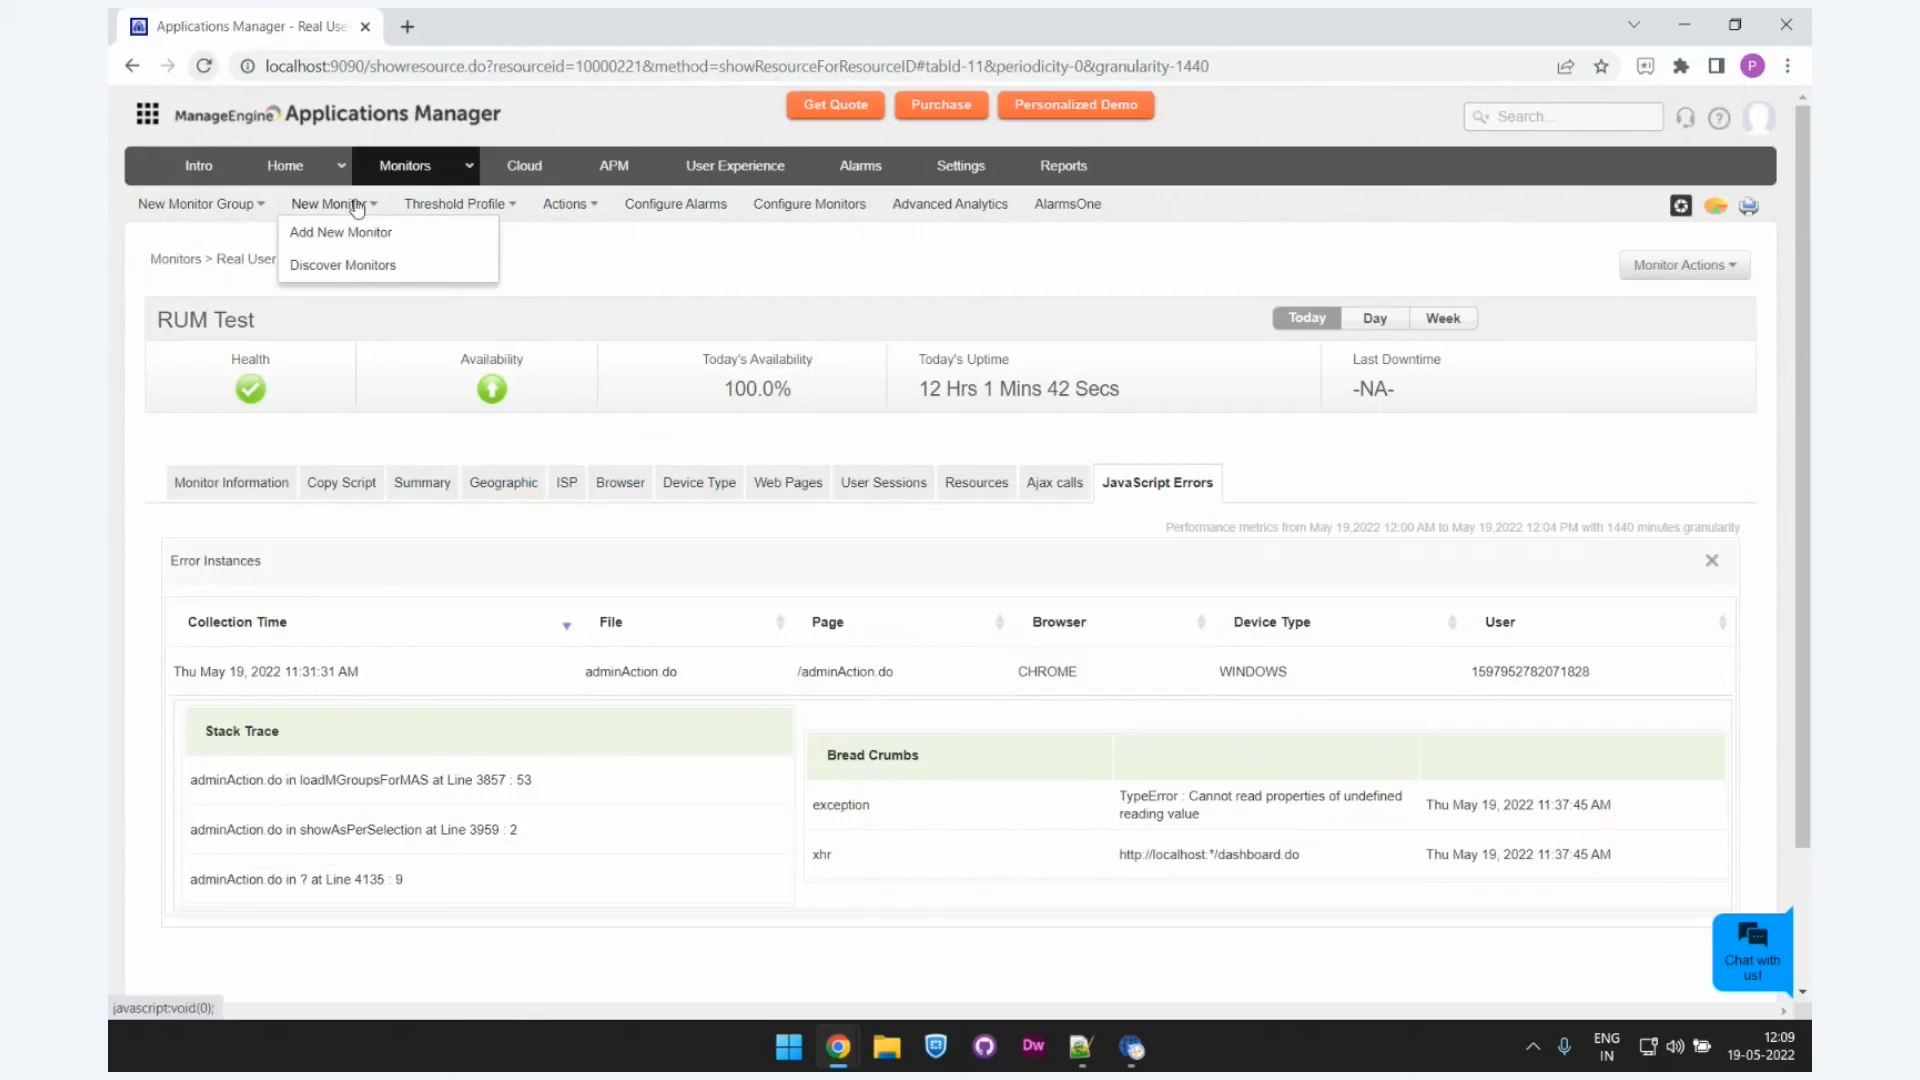 Applications Manager - Real Use
localhost:9090/showresource.do?resourceid=10000221&method=showResourceForResourceID#tabId-11&periodicity-0&granularity-1440
P
ManageEngine Applications Manager
Get Quote Purchase Personalized Demo
Search...
Intro Home Monitors Cloud APM User Experience Alarms Settings Reports
New Monitor Group New Monitor Threshold Profile Actions Configure Alarms Configure Monitors Advanced Analytics AlarmsOne
Add New Monitor
Discover Monitors
Monitors > Real User
Monitor Actions
RUM Test
Today Day Week
Health Availability Today's Availability Today's Uptime Last Downtime
100.0% 12 Hrs 1 Mins 42 Secs -NA-
Monitor Information Copy Script Summary Geographic ISP Browser Device Type Web Pages User Sessions Resources Ajax calls JavaScript Errors
Performance metrics from May 19,2022 12:00 AM to May 19,2022 12:04 PM with 1440 minutes granularity
Error Instances
Collection Time File Page Browser Device Type User
Thu May 19, 2022 11:31:31 AM adminAction.do /adminAction.do CHROME WINDOWS 1597952782071828
Stack Trace
adminAction.do in loadMGroupsForMAS at Line 3857 : 53
adminAction.do in showAsPerSelection at Line 3959 : 2
adminAction.do in ? at Line 4135 : 9
Bread Crumbs
exception TypeError : Cannot read properties of undefined reading value Thu May 19, 2022 11:37:45 AM
xhr http://localhost.*/dashboard.do Thu May 19, 2022 11:37:45 AM
Chat with
us!
javascript:void(0);
Dw
ENG
IN
12:09
19-05-2022